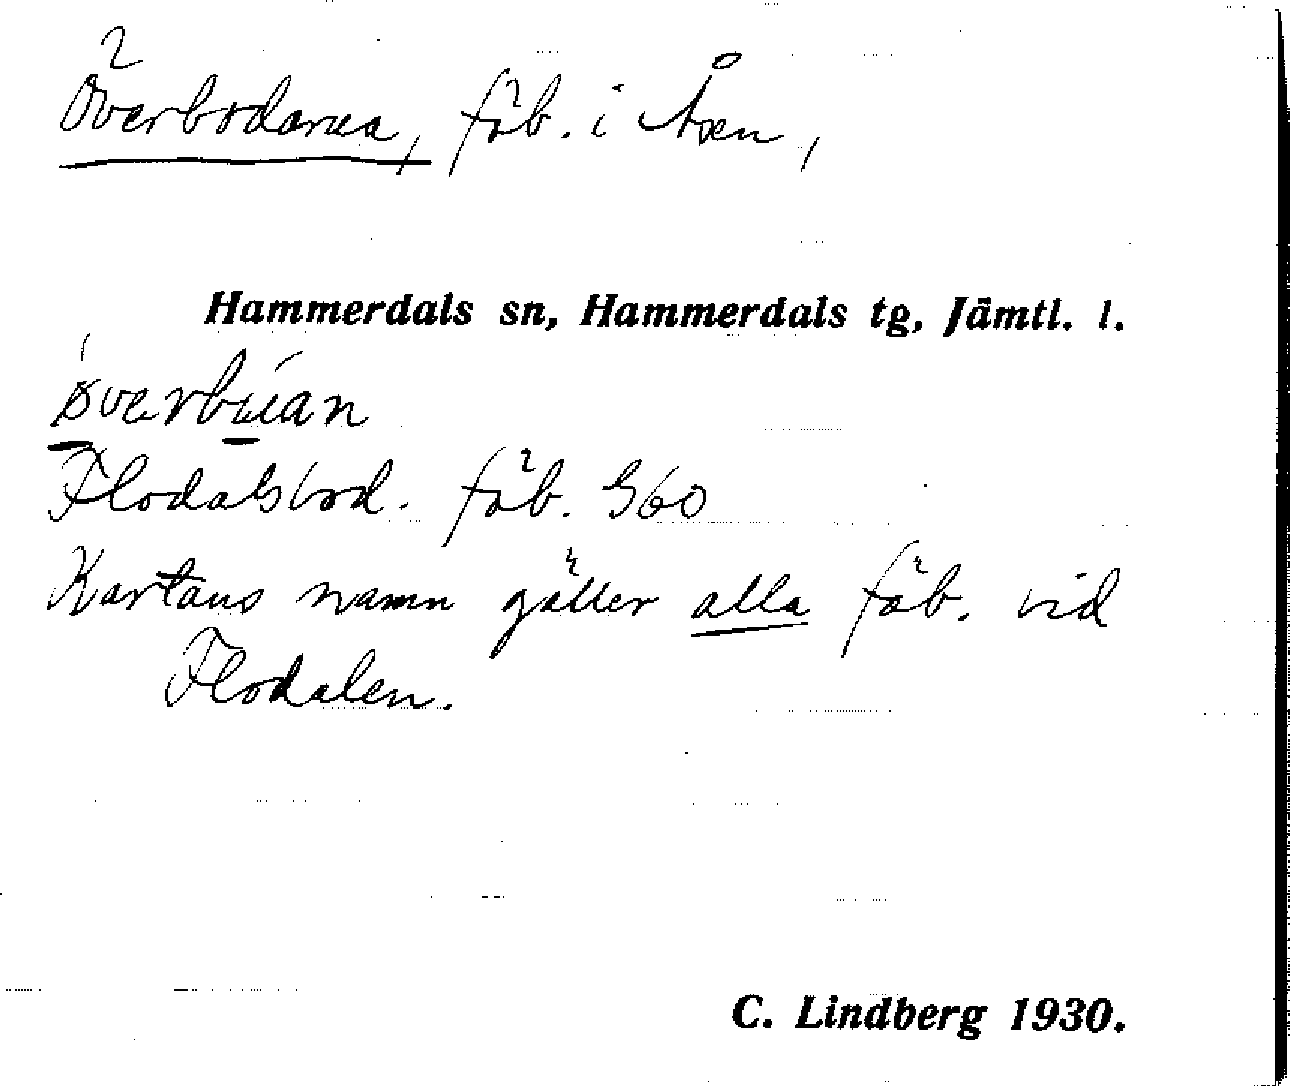 Överbodarna, fäb. i Åsen,
Hammerdals sn, Hammerdals tg, Jämtl. l.
øverbúan
Flodalsbod. fäb. 360
Kartans namn gäller alla fäb. vid
Flodalen.
C. Lindberg 1930.